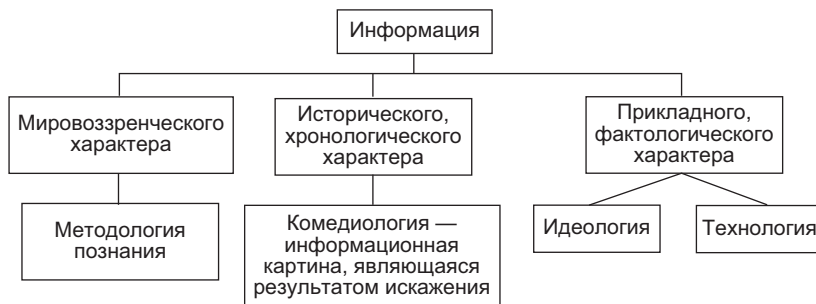 Информация
Мировоззренческого
характера
Исторического,
хронологического
характера
Прикладного,
фактологического
характера
Методология
познания
Комедиология —
информационная
картина, являющаяся
результатом искажения
Идеология
Технология